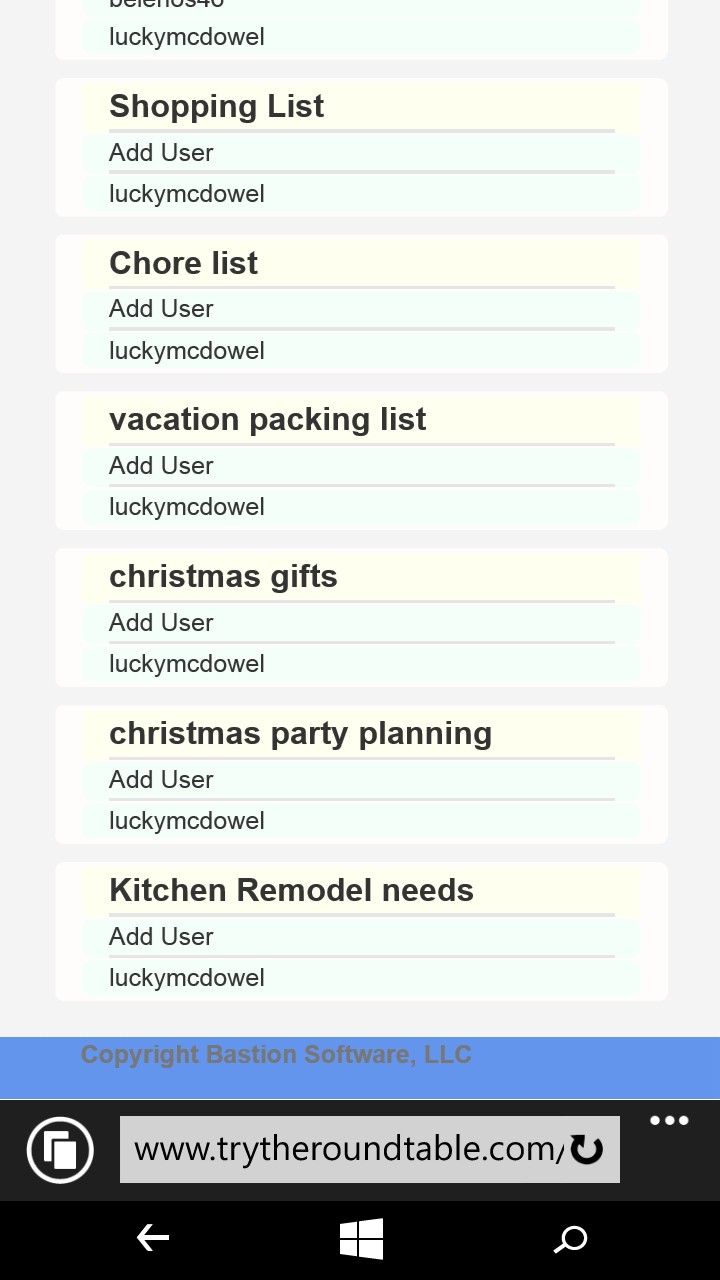 belenos46
luckymcdowel
Shopping List
Add User
luckymcdowel
Chore list
Add User
luckymcdowel
vacation packing list
Add User
luckymcdowel
christmas gifts
Add User
luckymcdowel
christmas party planning
Add User
luckymcdowel
Kitchen Remodel needs
Add User
luckymcdowel
Copyright Bastion Software, LLC
www.trytheroundtable.com/